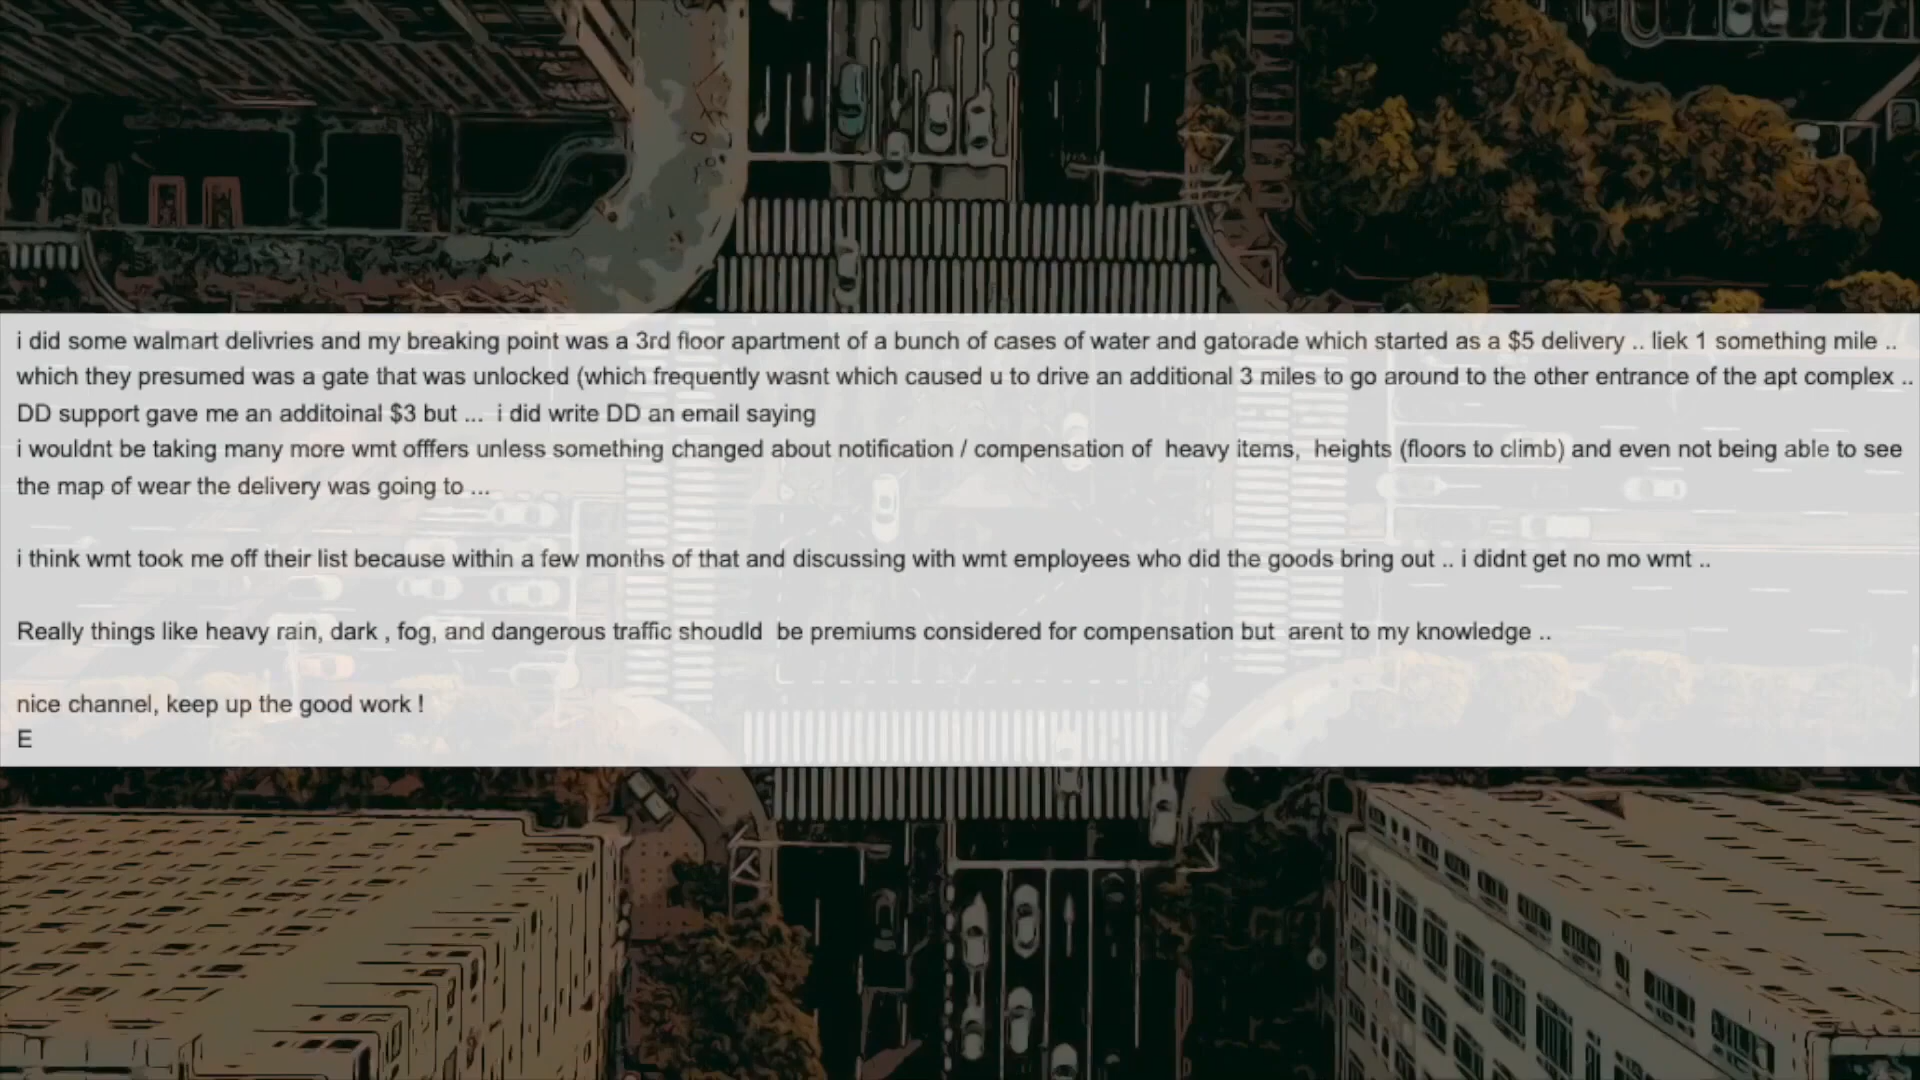 i did some walmart delivries and my breaking point was a 3rd floor apartment of a bunch of cases of water and gatorade which started as a $5 delivery .. liek 1 something mile ..
which they presumed was a gate that was unlocked (which frequently wasnt which caused u to drive an additional 3 miles to go around to the other entrance of the apt complex ..
DD support gave me an additoinal $3 but ... i did write DD an email saying
i wouldnt be taking many more wmt offfers unless something changed about notification / compensation of heavy items, heights (floors to climb) and even not being able to see
the map of wear the delivery was going to ...
i think wmt took me off their list because within a few months of that and discussing with wmt employees who did the goods bring out .. i didnt get no mo wmt ..
Really things like heavy rain, dark , fog, and dangerous traffic shoudld be premiums considered for compensation but arent to my knowledge ..
nice channel, keep up the good work !
E